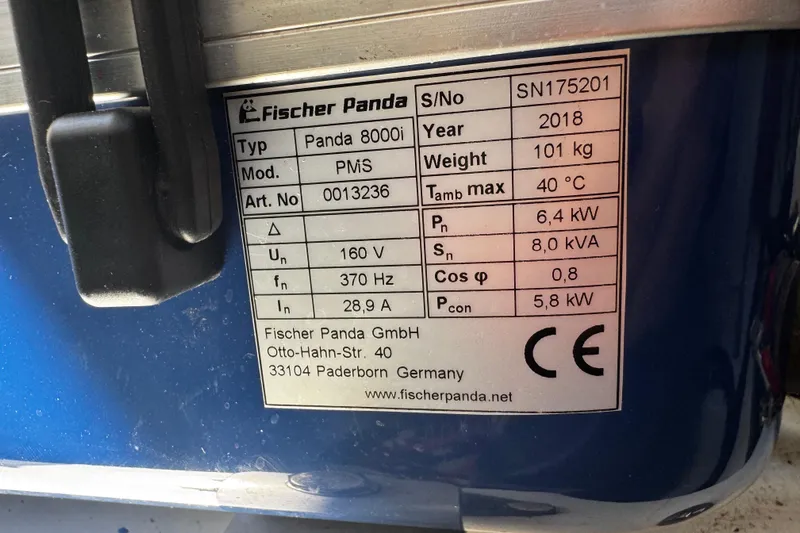 Fischer Panda S/No SN175201
Typ Panda 8000i Year 2018
Mod. PMS Weight 101 kg
Art. No 0013236 Tamb max 40 °C
Δ Pn 6,4 kW
Un 160 V Sn 8,0 kVA
fn 370 Hz Cos φ 0,8
In 28,9 A Pcon 5,8 kW
Fischer Panda GmbH
Otto-Hahn-Str. 40
33104 Paderborn Germany
CE
www.fischerpanda.net